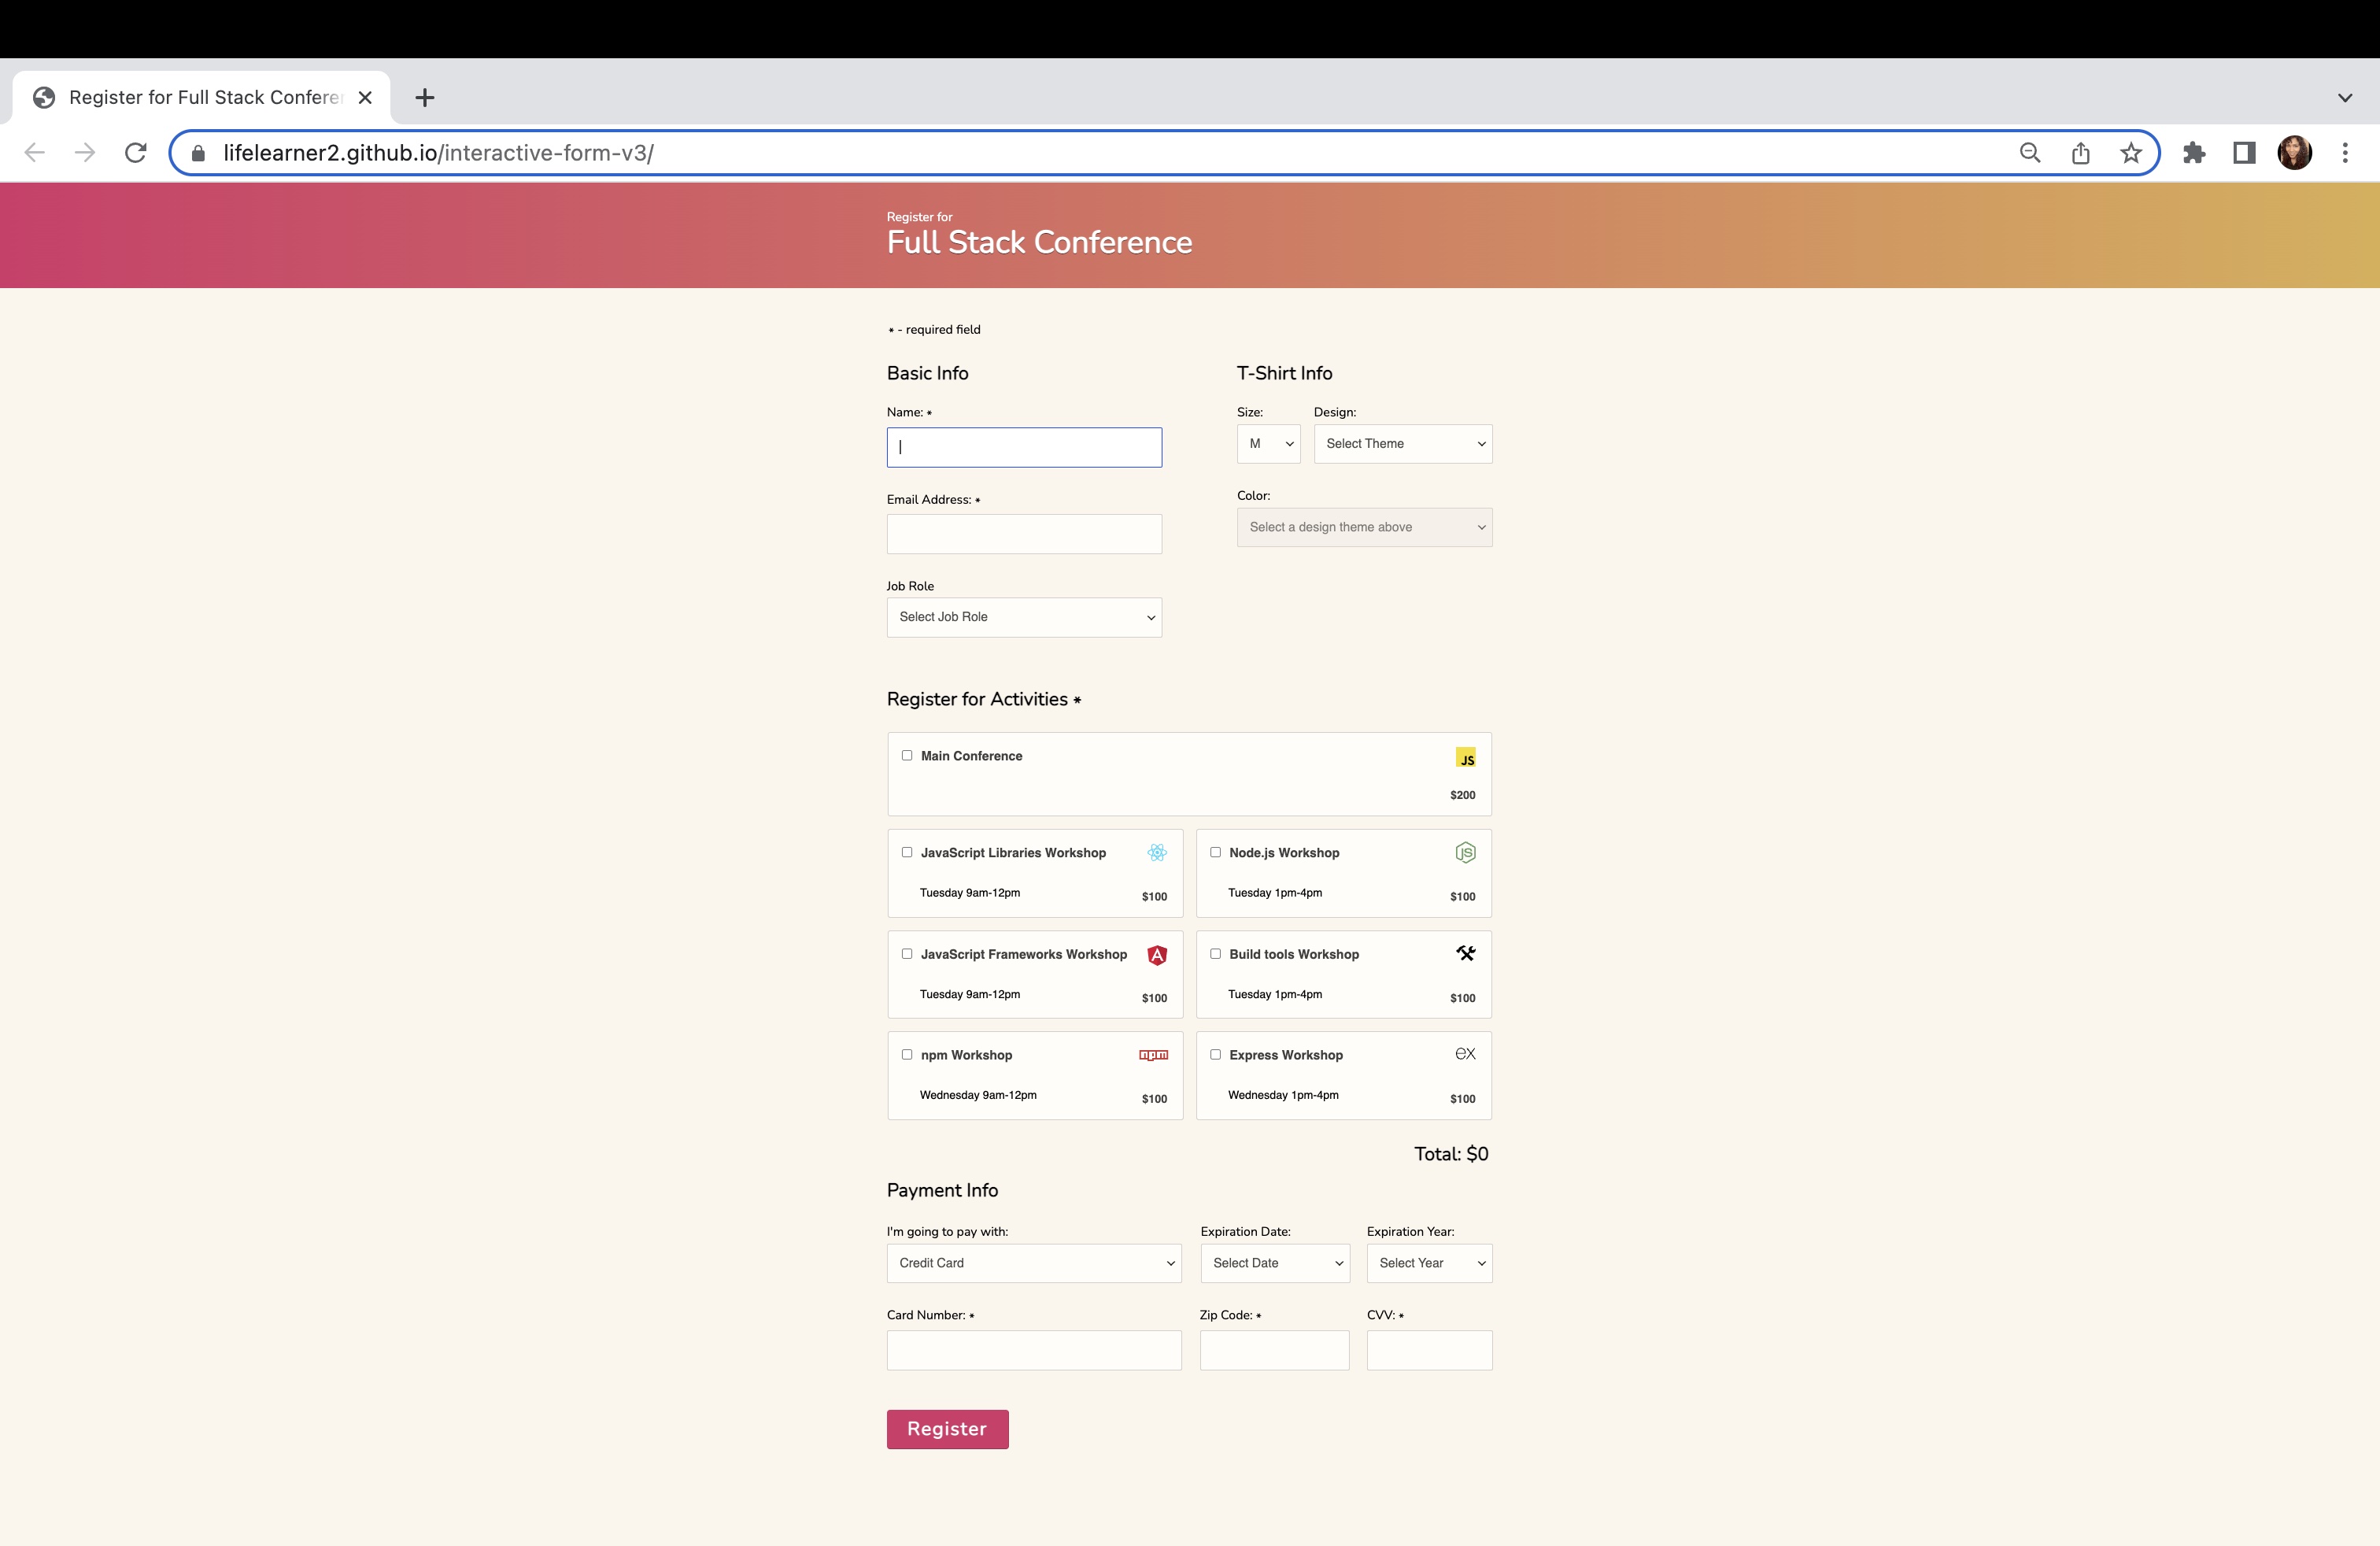 Register for Full Stack Conferen
lifelearner2.github.io/interactive-form-v3/
Register for
Full Stack Conference
* - required field
Basic Info
Name: *
Email Address: *
Job Role
Select Job Role
T-Shirt Info
Size:
Design:
M
Select Theme
Color:
Select a design theme above
Register for Activities *
Main Conference
JS
$200
JavaScript Libraries Workshop
Tuesday 9am-12pm
$100
Node.js Workshop
JS
Tuesday 1pm-4pm
$100
JavaScript Frameworks Workshop
A
Tuesday 9am-12pm
$100
Build tools Workshop
Tuesday 1pm-4pm
$100
npm Workshop
npm
Wednesday 9am-12pm
$100
Express Workshop
ex
Wednesday 1pm-4pm
$100
Total: $0
Payment Info
I'm going to pay with:
Expiration Date:
Expiration Year:
Credit Card
Select Date
Select Year
Card Number: *
Zip Code: *
CVV: *
Register